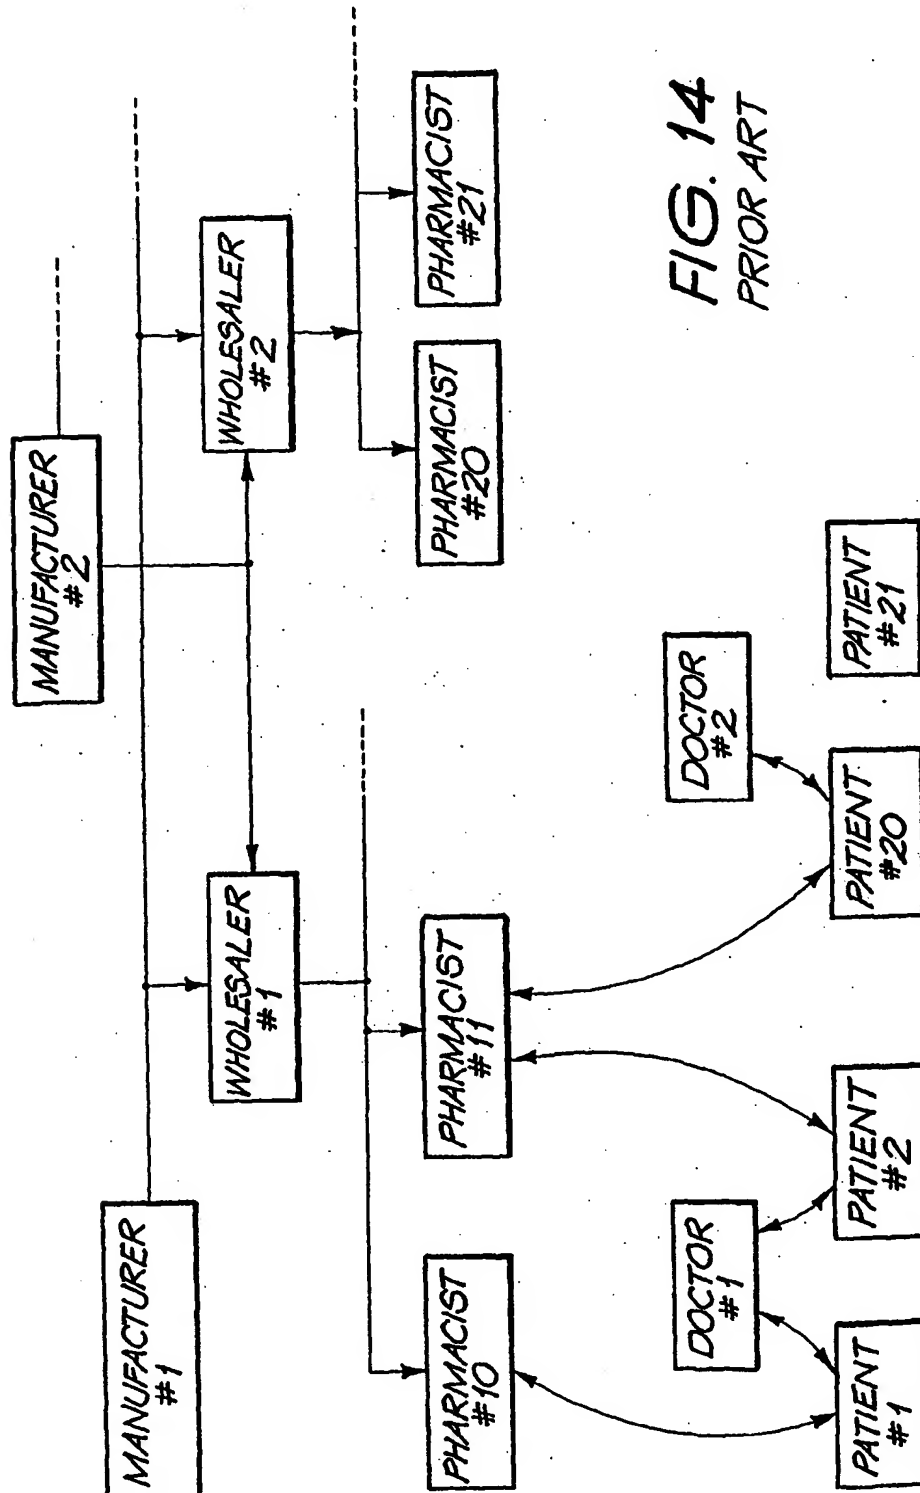 MANUFACTURER
#2
MANUFACTURER
#1
WHOLESALER
#1
WHOLESALER
#2
PHARMACIST
#10
PHARMACIST
#11
PHARMACIST
#20
PHARMACIST
#21
DOCTOR
#1
DOCTOR
#2
PATIENT
#1
PATIENT
#2
PATIENT
#20
PATIENT
#21
FIG. 14
PRIOR ART